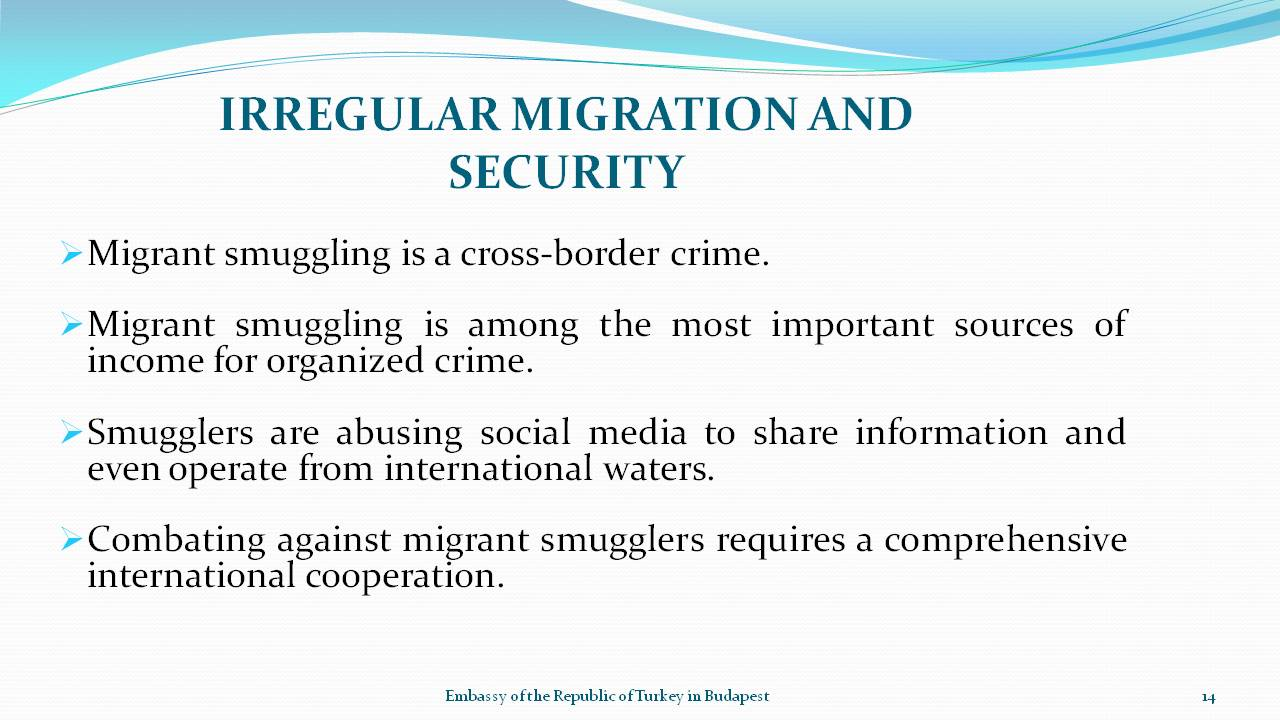 IRREGULAR MIGRATION AND
SECURITY
Migrant smuggling is a cross-border crime.
Migrant smuggling is among the most important sources of
income for organized crime.
Smugglers are abusing social media to share information and
even operate from international waters.
Combating against migrant smugglers requires a comprehensive
international cooperation.
Embassy of the Republic of Turkey in Budapest
14